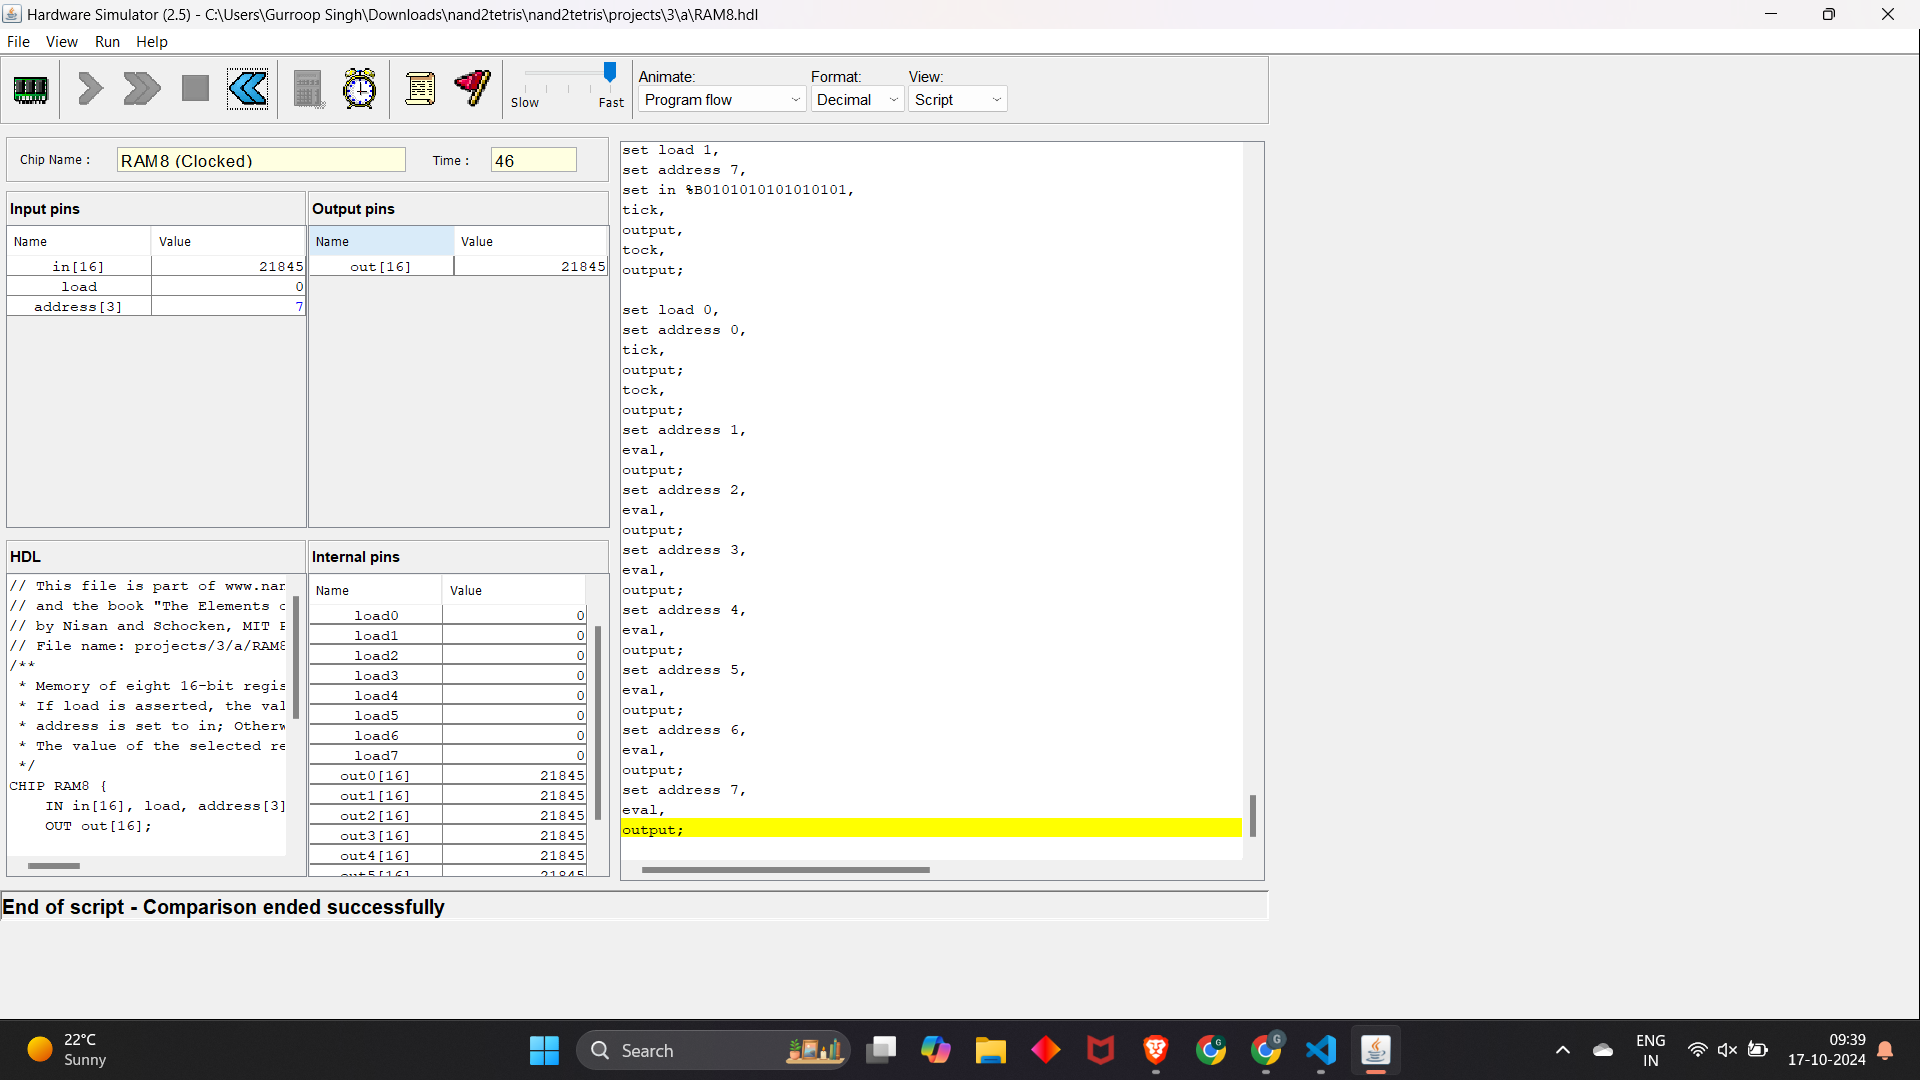 Hardware Simulator (2.5) - C:\Users\Gurroop Singh\Downloads\nand2tetris\nand2tetris\projects\3\a\RAM8.hdl
File View Run Help
Slow Fast
Animate: Format: View:
Program flow Decimal Script
Chip Name : RAM8 (Clocked) Time : 46
Input pins
Name Value
in[16] 21845
load 0
address[3] 7
Output pins
Name Value
out[16] 21845
HDL
// This file is part of www.nan
// and the book "The Elements o
// by Nisan and Schocken, MIT P
// File name: projects/3/a/RAM8
/**
* Memory of eight 16-bit regis
* If load is asserted, the val
* address is set to in; Otherw
* The value of the selected re
*/
CHIP RAM8 {
IN in[16], load, address[3]
OUT out[16];
Internal pins
Name Value
load0 0
load1 0
load2 0
load3 0
load4 0
load5 0
load6 0
load7 0
out0[16] 21845
out1[16] 21845
out2[16] 21845
out3[16] 21845
out4[16] 21845
out5[16] 21845
set load 1,
set address 7,
set in %B0101010101010101,
tick,
output,
tock,
output;
set load 0,
set address 0,
tick,
output;
tock,
output;
set address 1,
eval,
output;
set address 2,
eval,
output;
set address 3,
eval,
output;
set address 4,
eval,
output;
set address 5,
eval,
output;
set address 6,
eval,
output;
set address 7,
eval,
output;
End of script - Comparison ended successfully
22°C
Sunny
Search
G
G
ENG
IN
09:39
17-10-2024